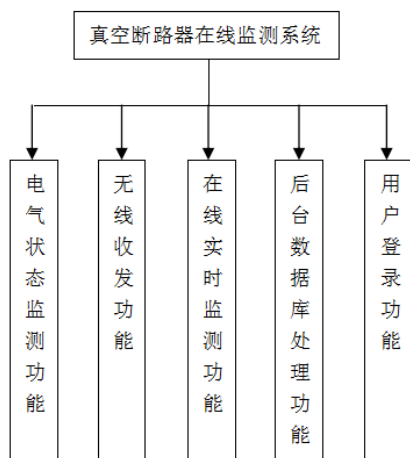 真空断路器在线监测系统
电气状态监测功能
无线收发功能
在线实时监测功能
后台数据库处理功能
用户登录功能